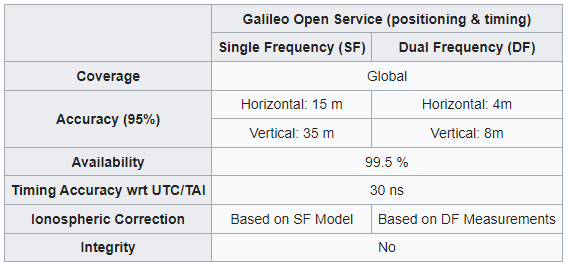 Galileo Open Service (positioning & timing)
Single Frequency (SF) Dual Frequency (DF)
Coverage Global
Accuracy (95%) Horizontal: 15 m Horizontal: 4m
Vertical: 35 m Vertical: 8m
Availability 99.5 %
Timing Accuracy wrt UTC/TAI 30 ns
Ionospheric Correction Based on SF Model Based on DF Measurements
Integrity No